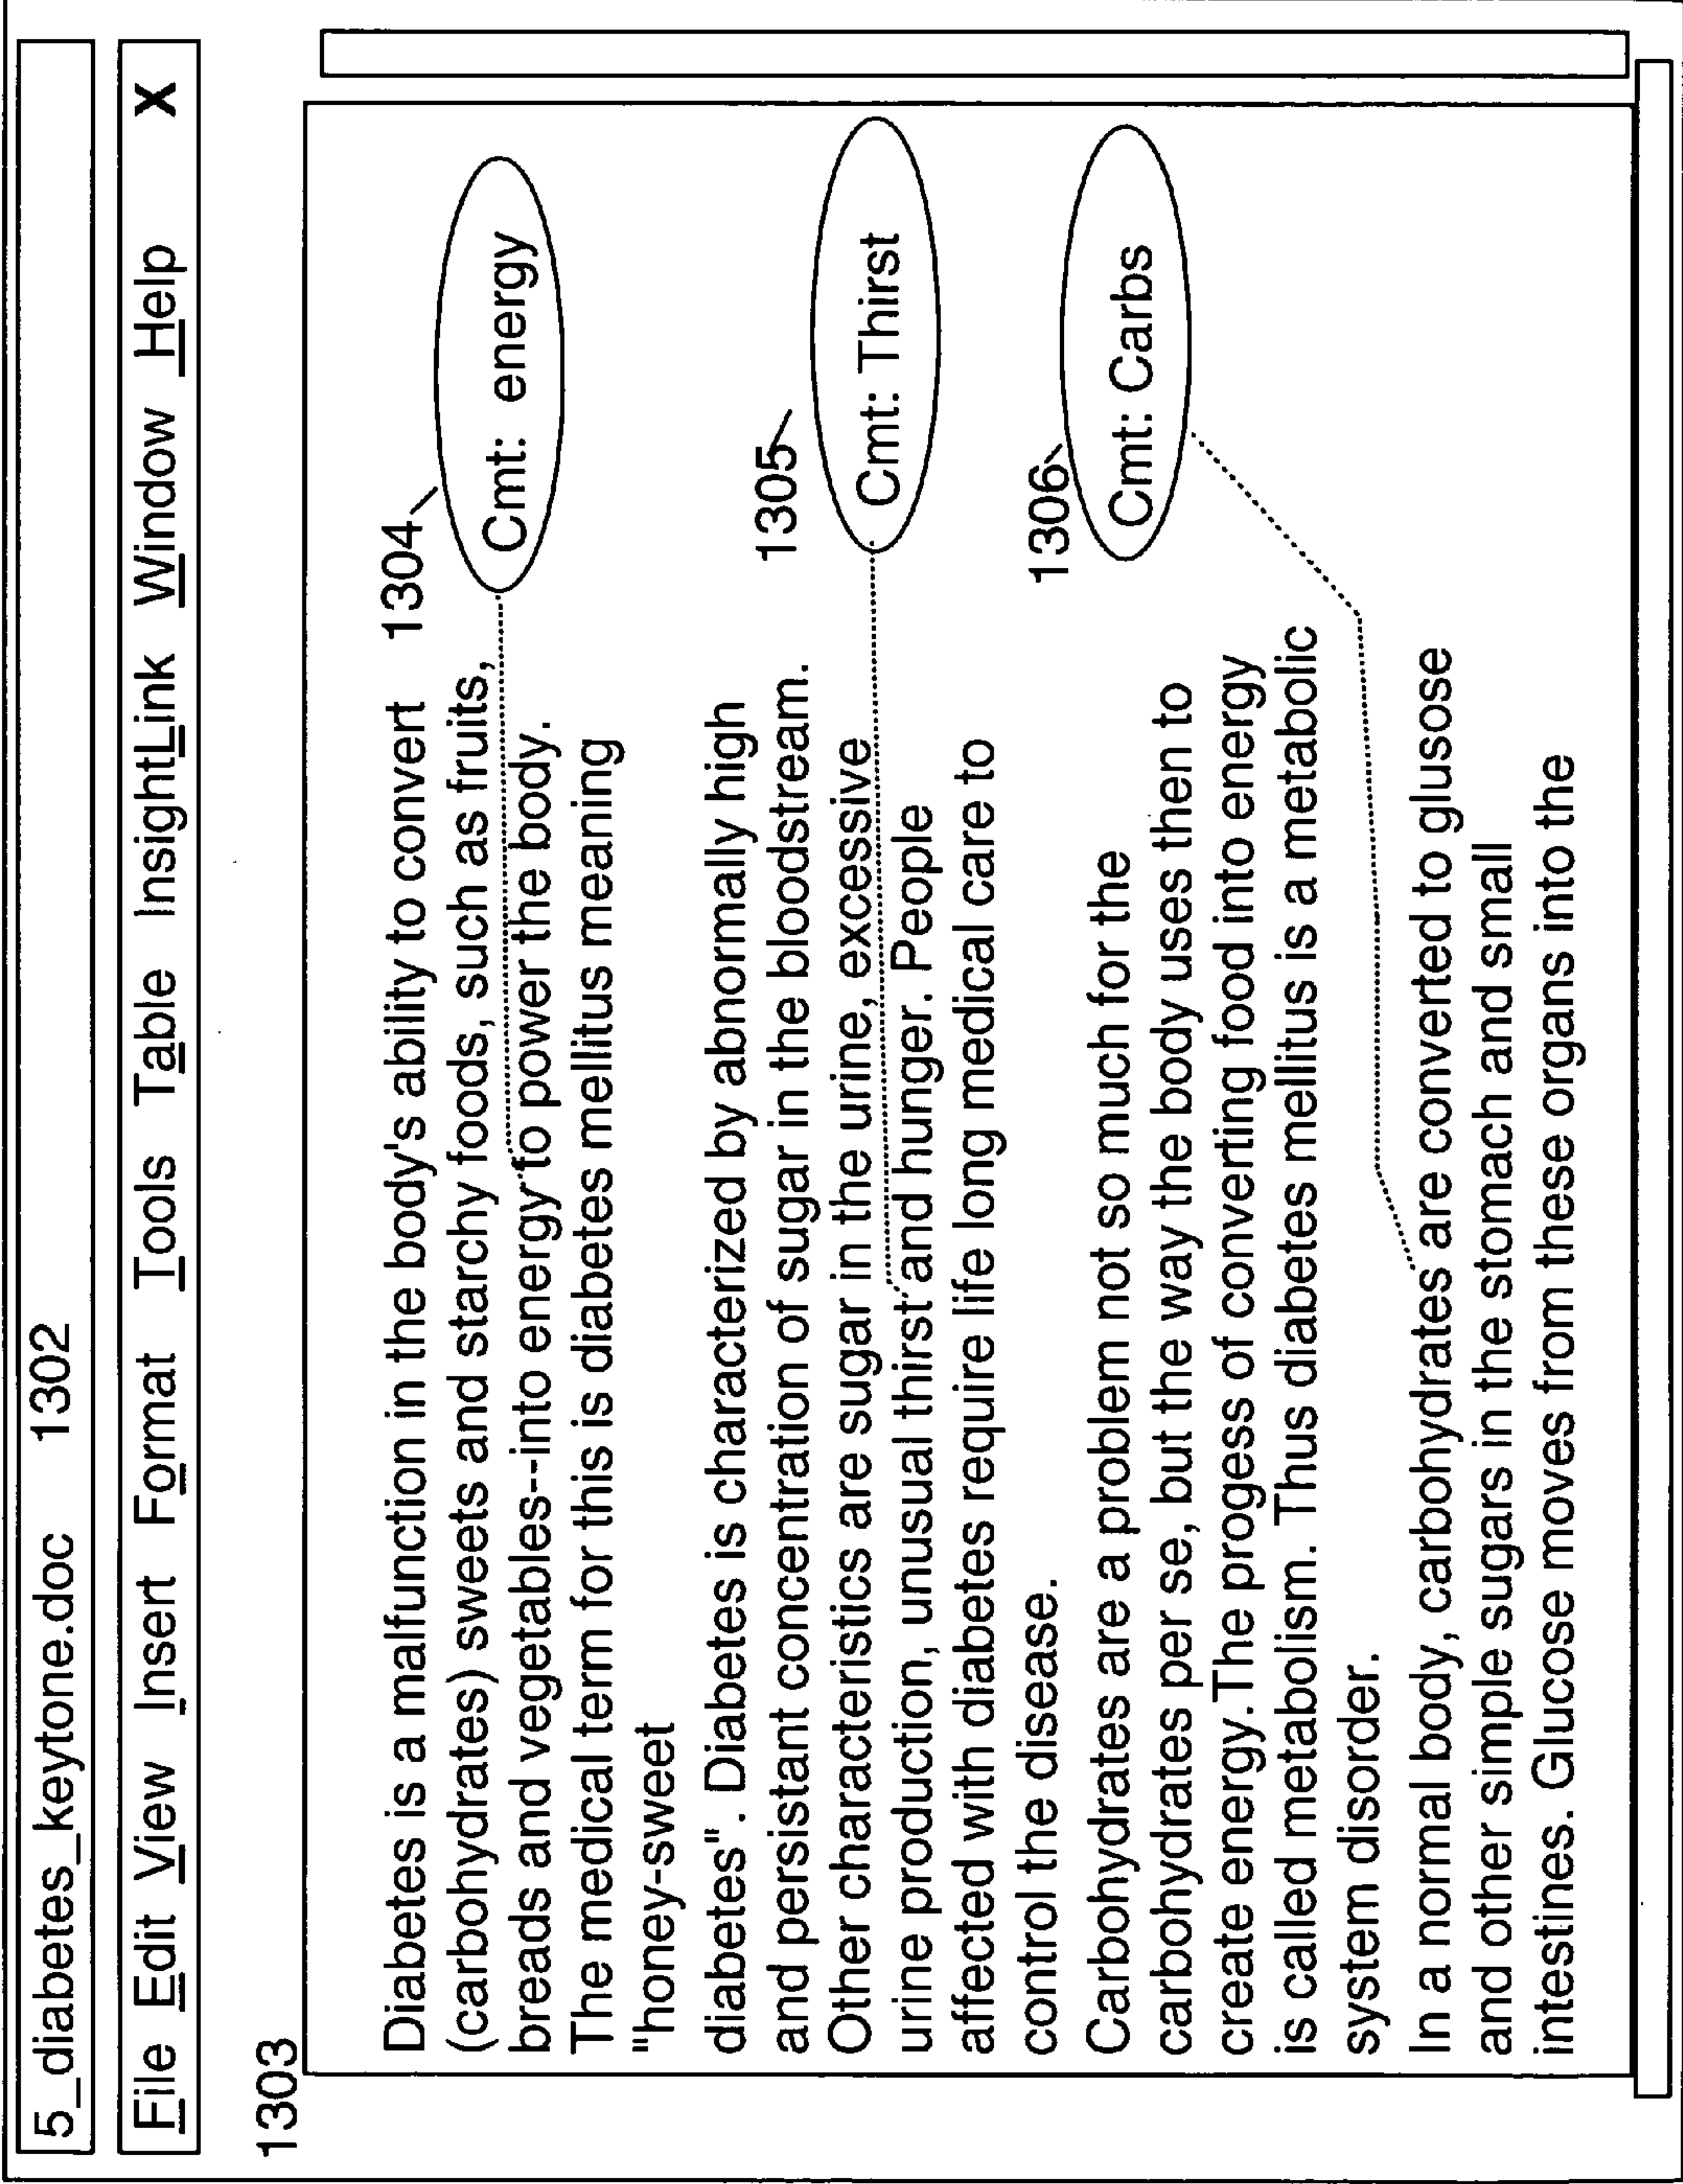 5_diabetes_keytone.doc 1302
File Edit View Insert Format Tools Table InsightLink Window Help X
1303
Diabetes is a malfunction in the body's ability to convert 1304
(carbohydrates) sweets and starchy foods, such as fruits,
Cmt: energy
breads and vegetables--into energy to power the body.
The medical term for this is diabetes mellitus meaning
"honey-sweet
diabetes". Diabetes is characterized by abnormally high
1305
and persistant concentration of sugar in the bloodstream.
Other characteristics are sugar in the urine, excessive
Cmt: Thirst
urine production, unusual thirst and hunger. People
affected with diabetes require life long medical care to
control the disease.
1306
Carbohydrates are a problem not so much for the
Cmt: Carbs
carbohydrates per se, but the way the body uses then to
create energy.The progess of converting food into energy
is called metabolism. Thus diabetes mellitus is a metabolic
system disorder.
In a normal body, carbohydrates are converted to glusose
and other simple sugars in the stomach and small
intestines. Glucose moves from these organs into the